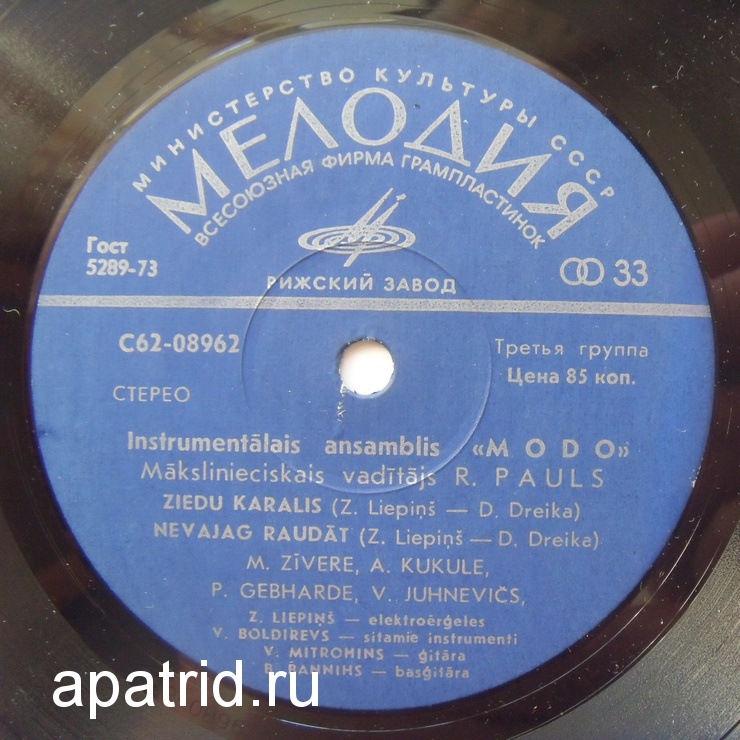 МИНИСТЕРСТВО КУЛЬТУРЫ СССР
МЕЛОДИЯ
ВСЕСОЮЗНАЯ ФИРМА ГРАМПЛАСТИНОК
Гост
5289-73
РИЖСКИЙ ЗАВОД
33
С62-08962
Третья группа
Цена 85 коп.
СТЕРЕО
Instrumentālais ansamblis «MODO»
Mākslinieciskais vadītājs R. PAULS
ZIEDU KARALIS (Z. Liepiņš — D. Dreika)
NEVAJAG RAUDĀT (Z. Liepiņš — D. Dreika)
M. ZĪVERE, A. KUKULE,
P. GEBHARDE, V. JUHNEVIČS,
Z. LIEPIŅŠ — elektroērģeles
V. BOLDIREVS — sitamie instrumenti
V. MITROHINS — ģitāra
B. BANNIHS — basģitāra
apatrid.ru